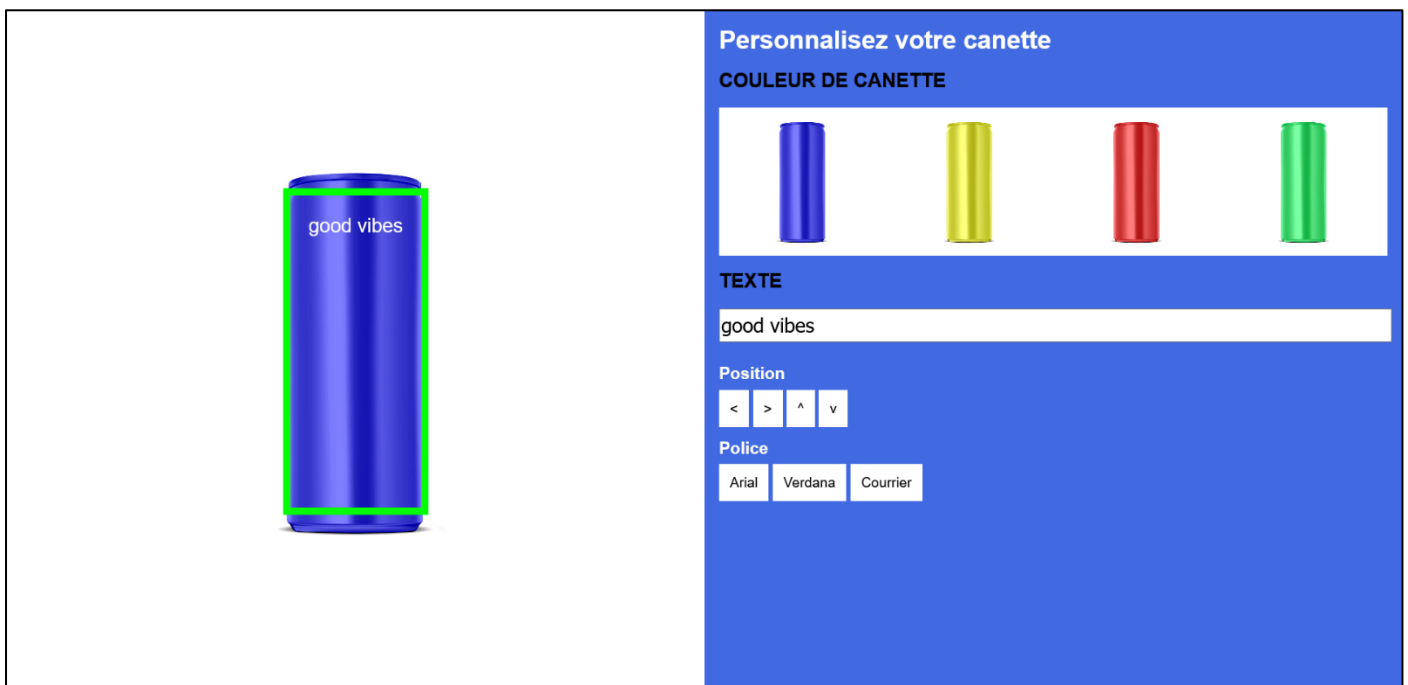 good vibes
Personnalisez votre canette
COULEUR DE CANETTE
TEXTE
good vibes
Position
< > ^ v
Police
Arial Verdana Courrier